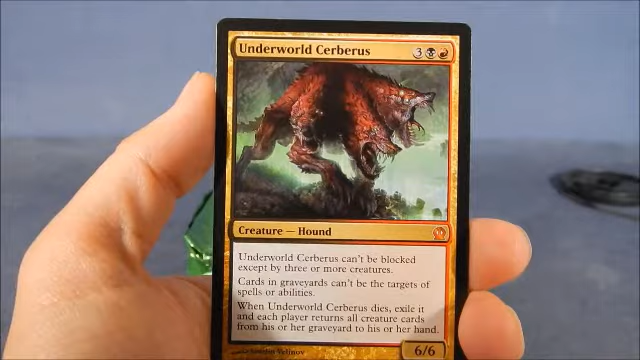 Underworld Cerberus 3
Creature — Hound
Underworld Cerberus can't be blocked
except by three or more creatures.
Cards in graveyards can't be the targets of
spells or abilities.
When Underworld Cerberus dies, exile it
and each player returns all creature cards
from his or her graveyard to his or her hand.
6/6